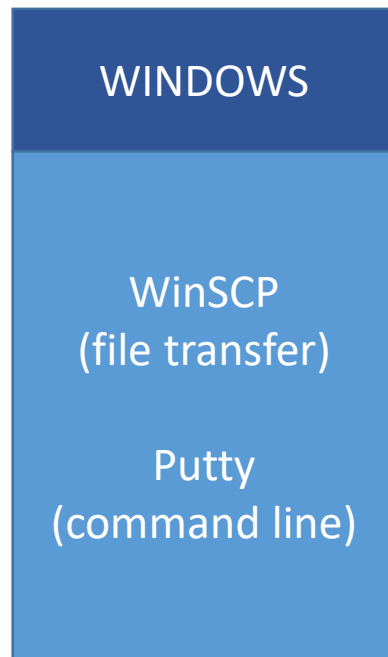 WINDOWS
WinSCP
(file transfer)
Putty
(command line)